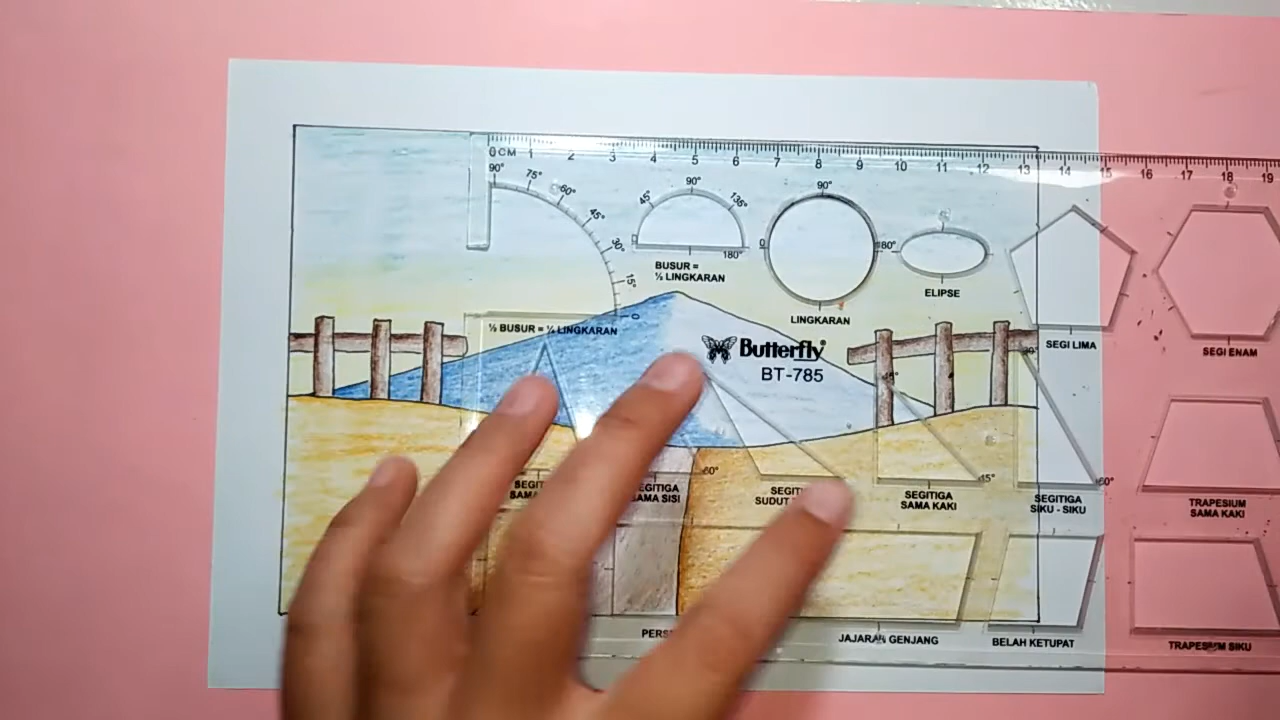 0 CM 1 2 3 4 5 6 7 8 9 10 11 12 13 14 15 16 17 18 19
90° 75° 60° 45° 30° 15° 0
½ BUSUR = ¼ LINGKARAN
0 45° 90° 135° 180°
BUSUR =
½ LINGKARAN
0 90° 180°
LINGKARAN
ELIPSE
SEGI LIMA
SEGI ENAM
Butterfly
BT-785
60°
SAMA SISI
45° 45°
SEGITIGA
SAMA KAKI
30° 60°
SEGITIGA
SIKU - SIKU
TRAPESIUM
SAMA KAKI
JAJARAN GENJANG
BELAH KETUPAT
TRAPESIUM SIKU